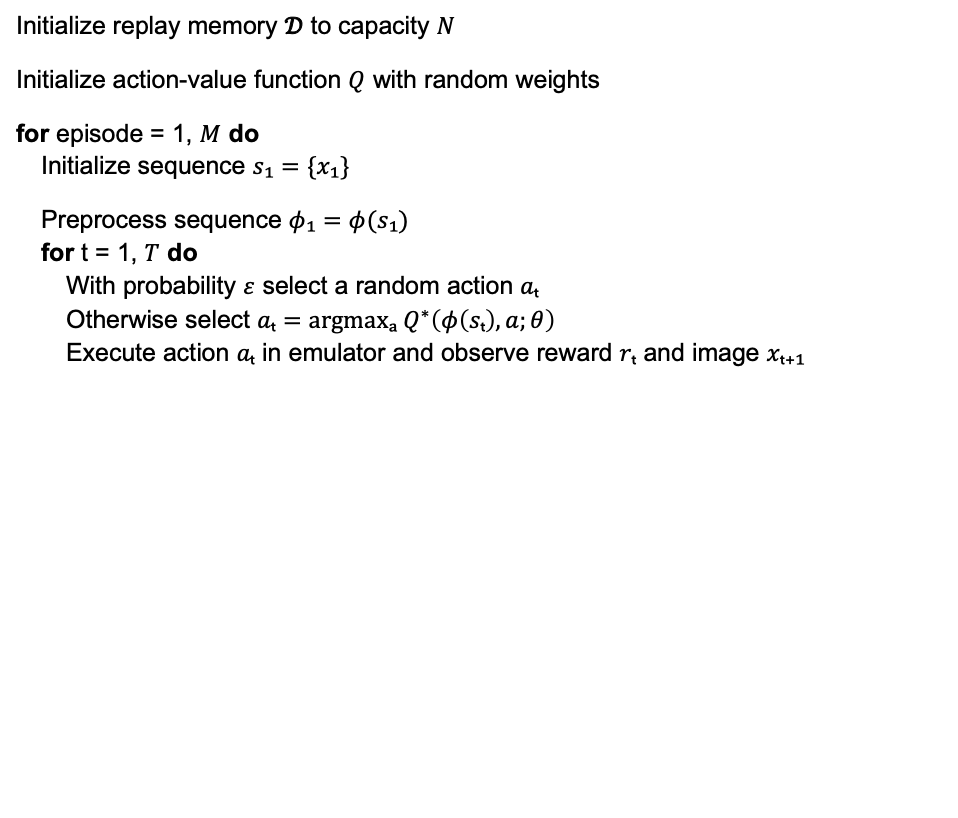 Initialize replay memory 𝓓 to capacity N
Initialize action-value function Q with random weights
for episode = 1, M do
Initialize sequence s₁ = {x₁}
Preprocess sequence ϕ₁ = ϕ(s₁)
for t = 1, T do
With probability ε select a random action aₜ
Otherwise select aₜ = argmaxₐ Q*(ϕ(sₜ), a; θ)
Execute action aₜ in emulator and observe reward rₜ and image xₜ₊₁